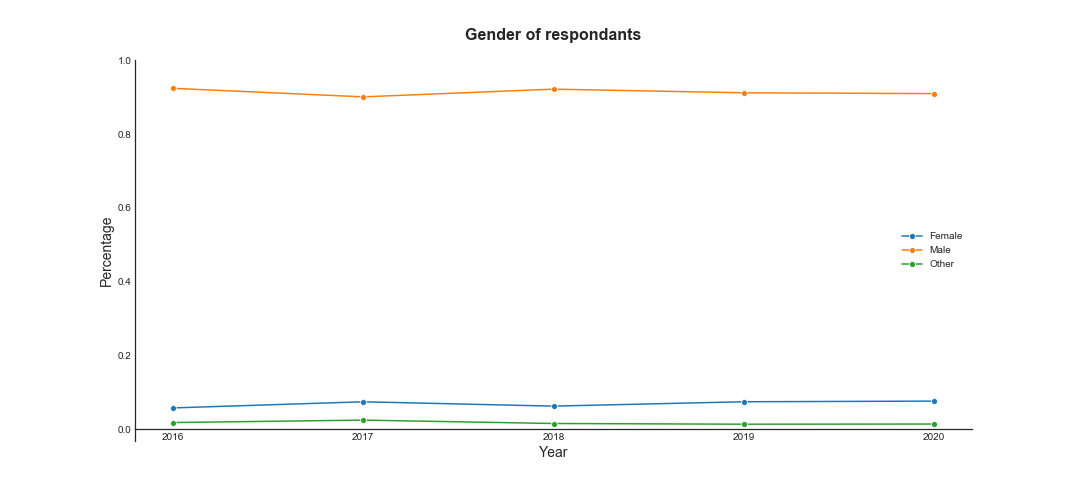 Gender of respondants
1.0
0.8
0.6
0.4
0.2
0.0
Percentage
Female
Male
Other
2016 2017 2018 2019 2020
Year